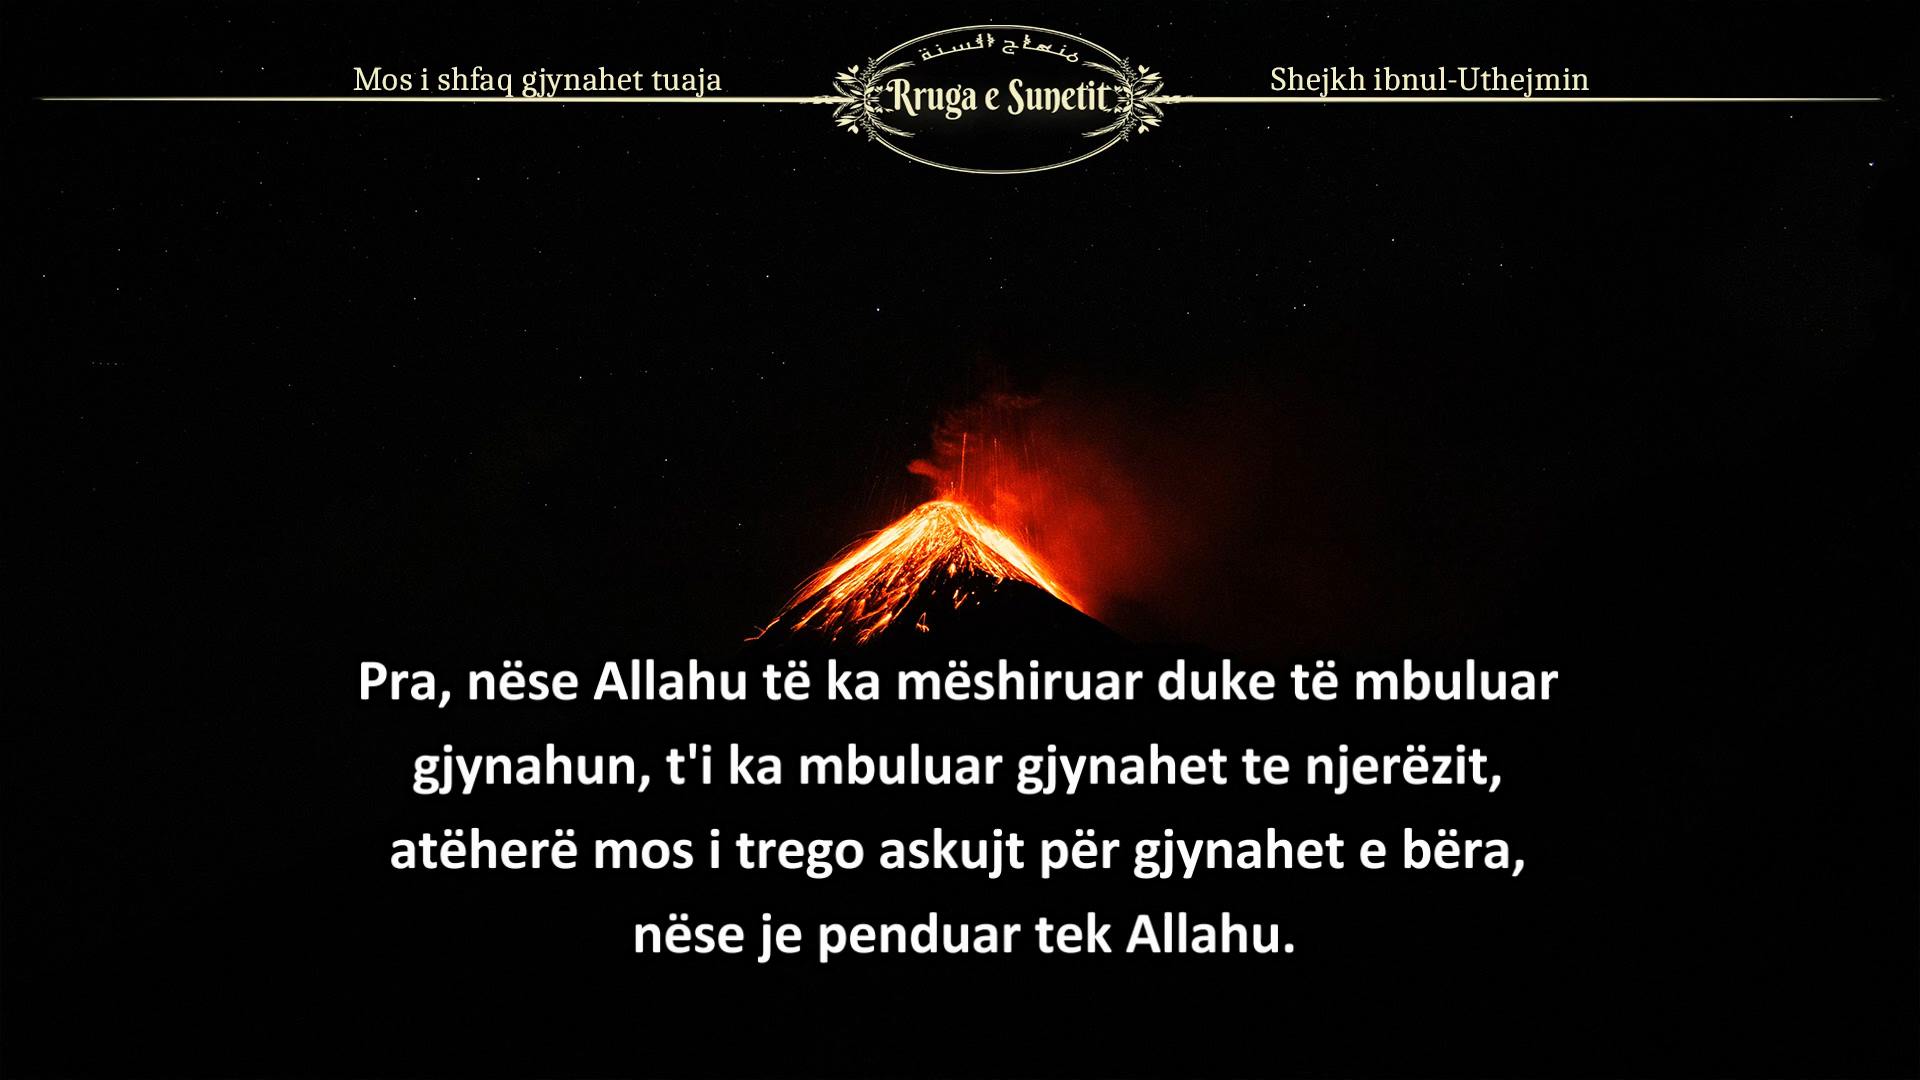 Mos i shfaq gjynahet tuaja
منهاج السنة
Rruga e Sunetit
Shejkh ibnul-Uthejmin
Pra, nëse Allahu të ka mëshiruar duke të mbuluar
gjynahun, t'i ka mbuluar gjynahet te njerëzit,
atëherë mos i trego askujt për gjynahet e bëra,
nëse je penduar tek Allahu.